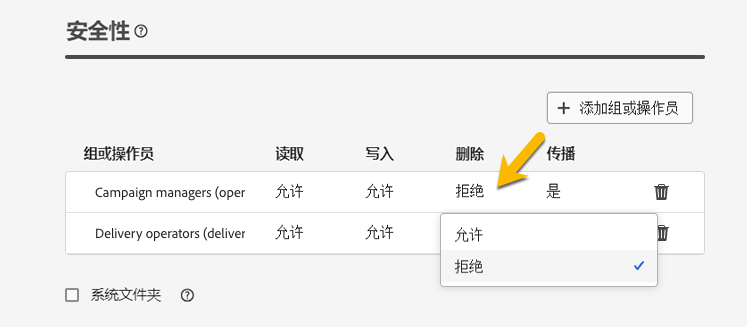 安全性
添加组或操作员
组或操作员 读取 写入 删除 传播
Campaign managers (oper 允许 允许 拒绝 是
Delivery operators (deliver 允许 允许
允许
拒绝
系统文件夹